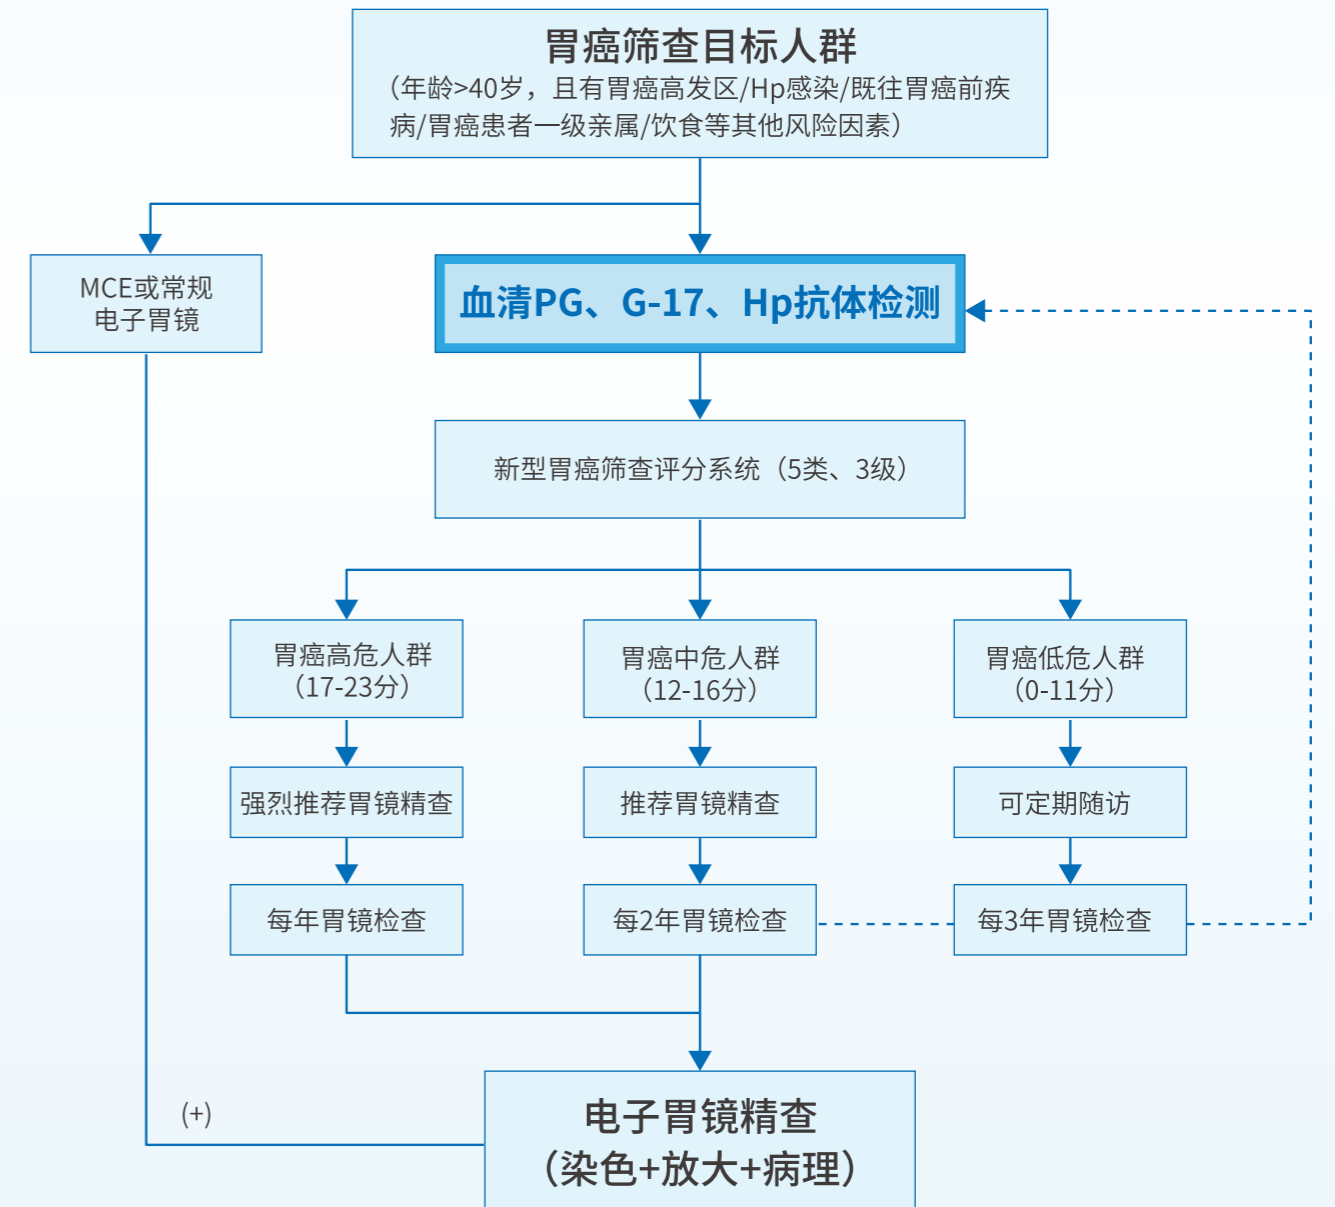 胃癌筛查目标人群
（年龄>40岁，且有胃癌高发区/Hp感染/既往胃癌前疾
病/胃癌患者一级亲属/饮食等其他风险因素）
MCE或常规
电子胃镜
血清PG、G-17、Hp抗体检测
新型胃癌筛查评分系统（5类、3级）
胃癌高危人群
（17-23分）
胃癌中危人群
（12-16分）
胃癌低危人群
（0-11分）
强烈推荐胃镜精查
推荐胃镜精查
可定期随访
每年胃镜检查
每2年胃镜检查
每3年胃镜检查
(+)
电子胃镜精查
（染色+放大+病理）